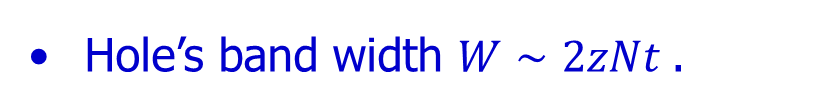 • Hole’s band width 𝑊 ~ 2𝑧𝑁𝑡 .